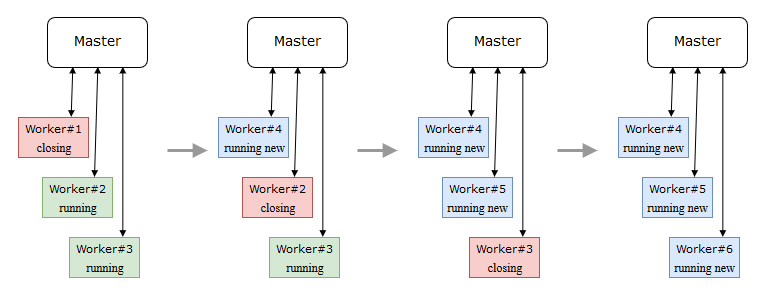 Master
Worker#1
closing
Worker#2
running
Worker#3
running
Master
Worker#4
running new
Worker#2
closing
Worker#3
running
Master
Worker#4
running new
Worker#5
running new
Worker#3
closing
Master
Worker#4
running new
Worker#5
running new
Worker#6
running new